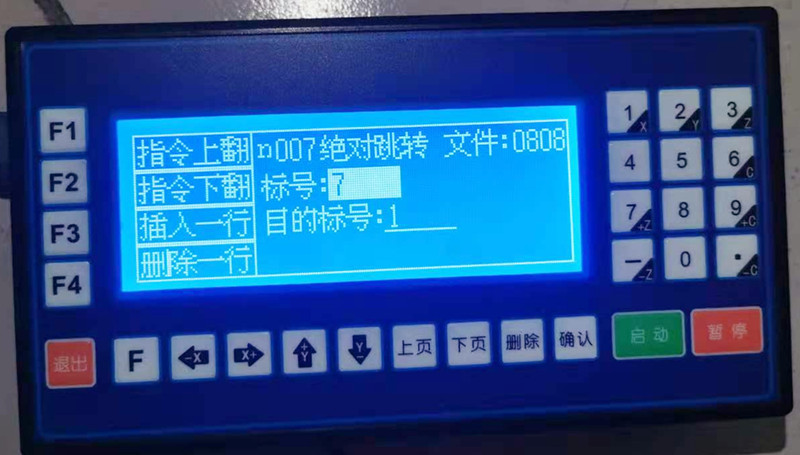 指令上翻 n007绝对跳转 文件:0808
指令下翻 标号:7
插入一行 目的标号:1
删除一行
F1
F2
F3
F4
1 X 2 Y 3 Z
4 5 6 -C
7 +Z 8 9 +C
— -Z 0 . -C
退出 F -X X+ +Y Y- 上页 下页 删除 确认 启动 暂停